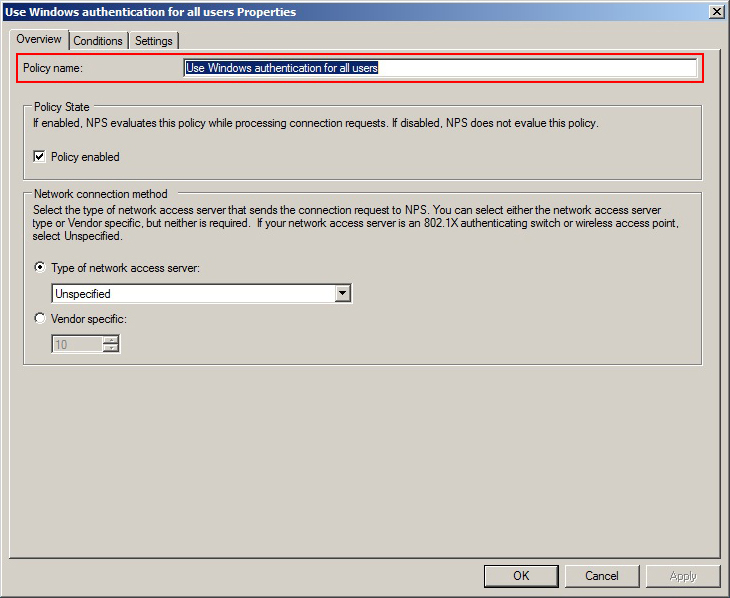 Use Windows authentication for all users Properties
Overview Conditions Settings
Policy name: Use Windows authentication for all users
Policy State
If enabled, NPS evaluates this policy while processing connection requests. If disabled, NPS does not evalue this policy.
Policy enabled
Network connection method
Select the type of network access server that sends the connection request to NPS. You can select either the network access server
type or Vendor specific, but neither is required. If your network access server is an 802.1X authenticating switch or wireless access point,
select Unspecified.
Type of network access server:
Unspecified
Vendor specific:
10
OK Cancel Apply